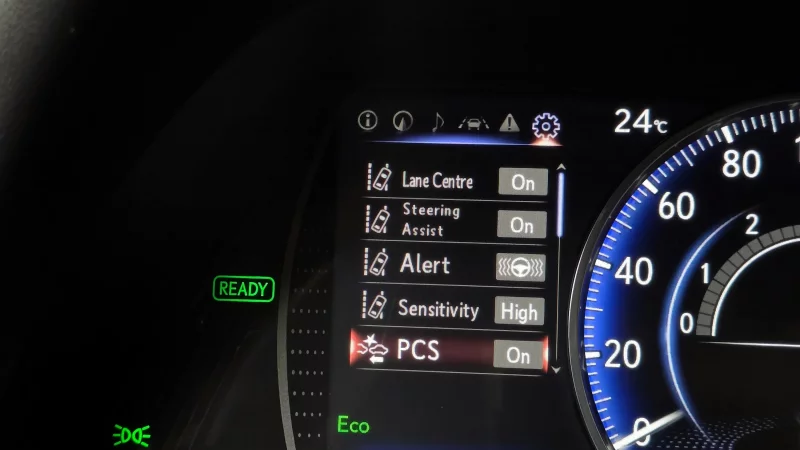 24°C
Lane Centre On
Steering
Assist On
Alert
Sensitivity High
PCS On
READY
Eco
80
60
40
20
0
2
1
0